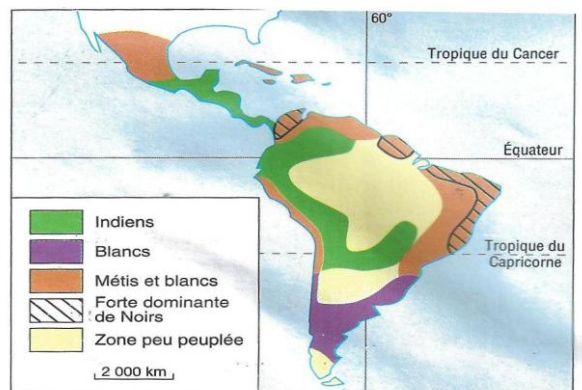 60°
Tropique du Cancer
Équateur
Tropique du
Capricorne
Indiens
Blancs
Métis et blancs
Forte dominante
de Noirs
Zone peu peuplée
2 000 km